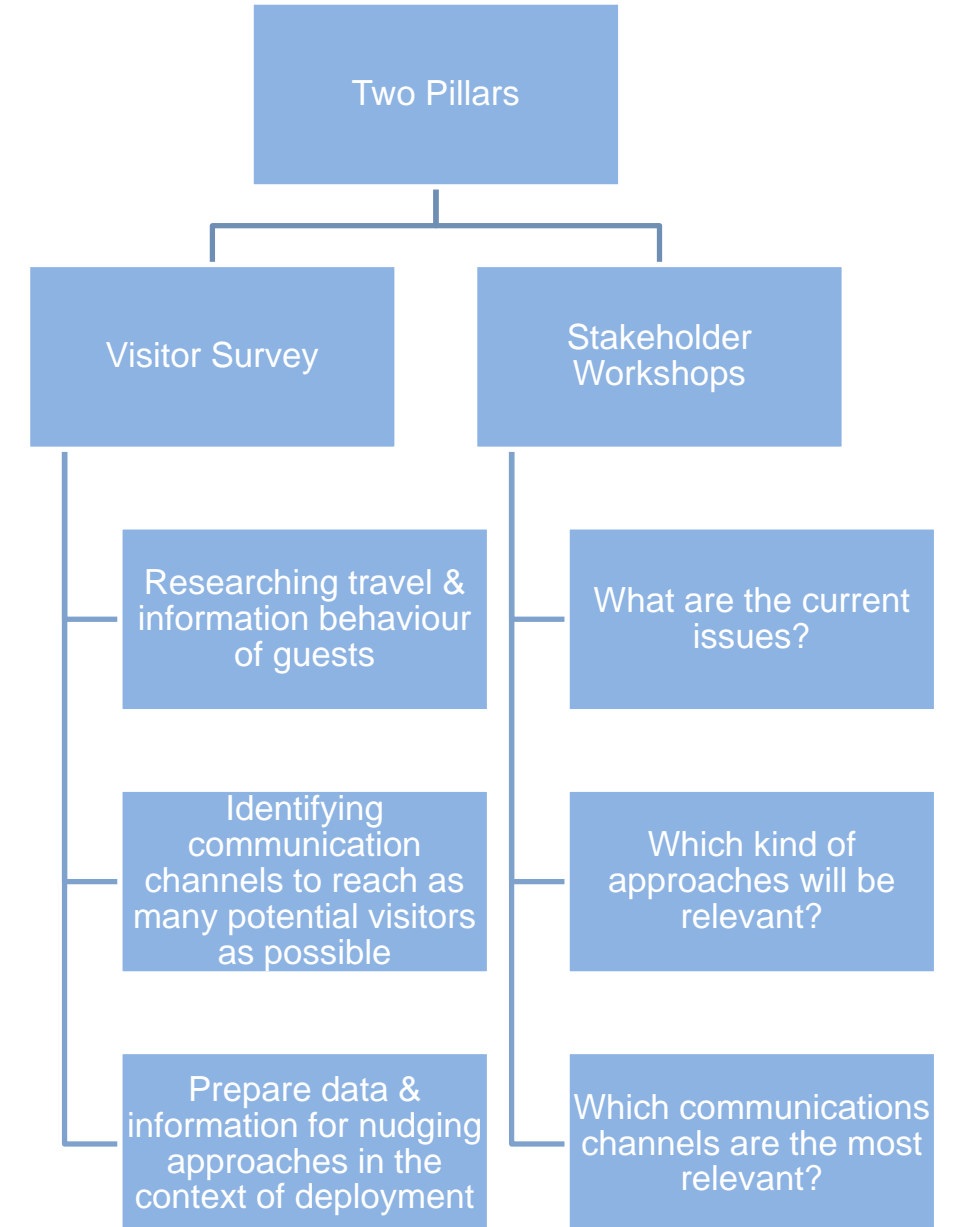 Two Pillars
Visitor Survey
Stakeholder
Workshops
Researching travel &
information behaviour
of guests
Identifying
communication
channels to reach as
many potential visitors
as possible
Prepare data &
information for nudging
approaches in the
context of deployment
What are the current
issues?
Which kind of
approaches will be
relevant?
Which communications
channels are the most
relevant?